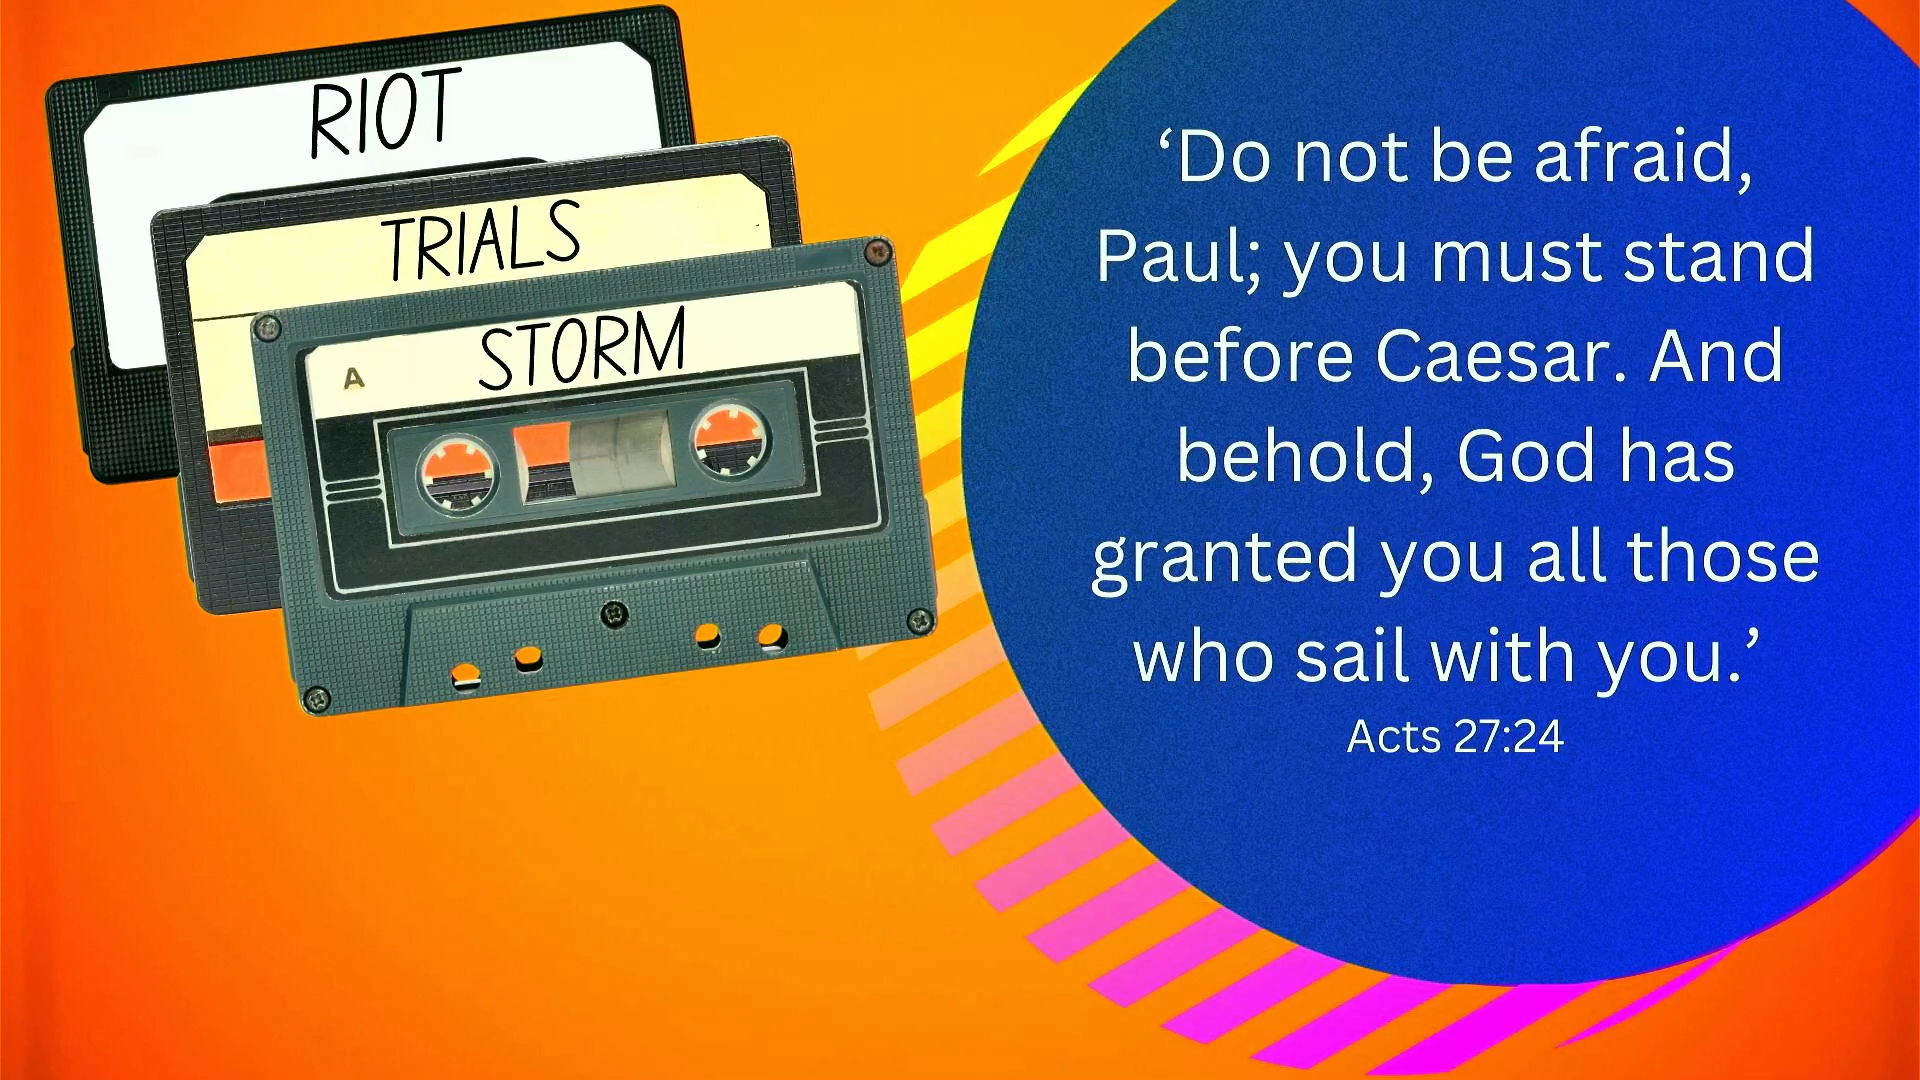 RIOT
TRIALS
STORM
A
‘Do not be afraid,
Paul; you must stand
before Caesar. And
behold, God has
granted you all those
who sail with you.’
Acts 27:24